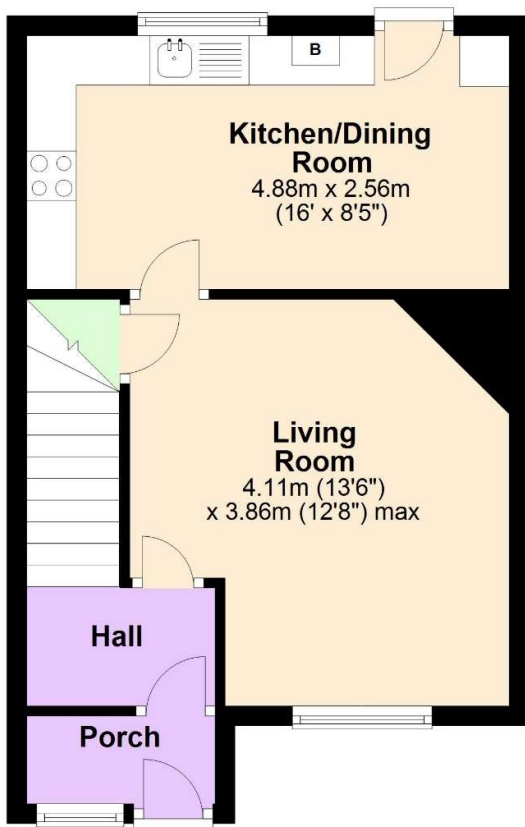 B
Kitchen/Dining
Room
4.88m x 2.56m
(16' x 8'5")
Living
Room
4.11m (13'6")
x 3.86m (12'8") max
Hall
Porch